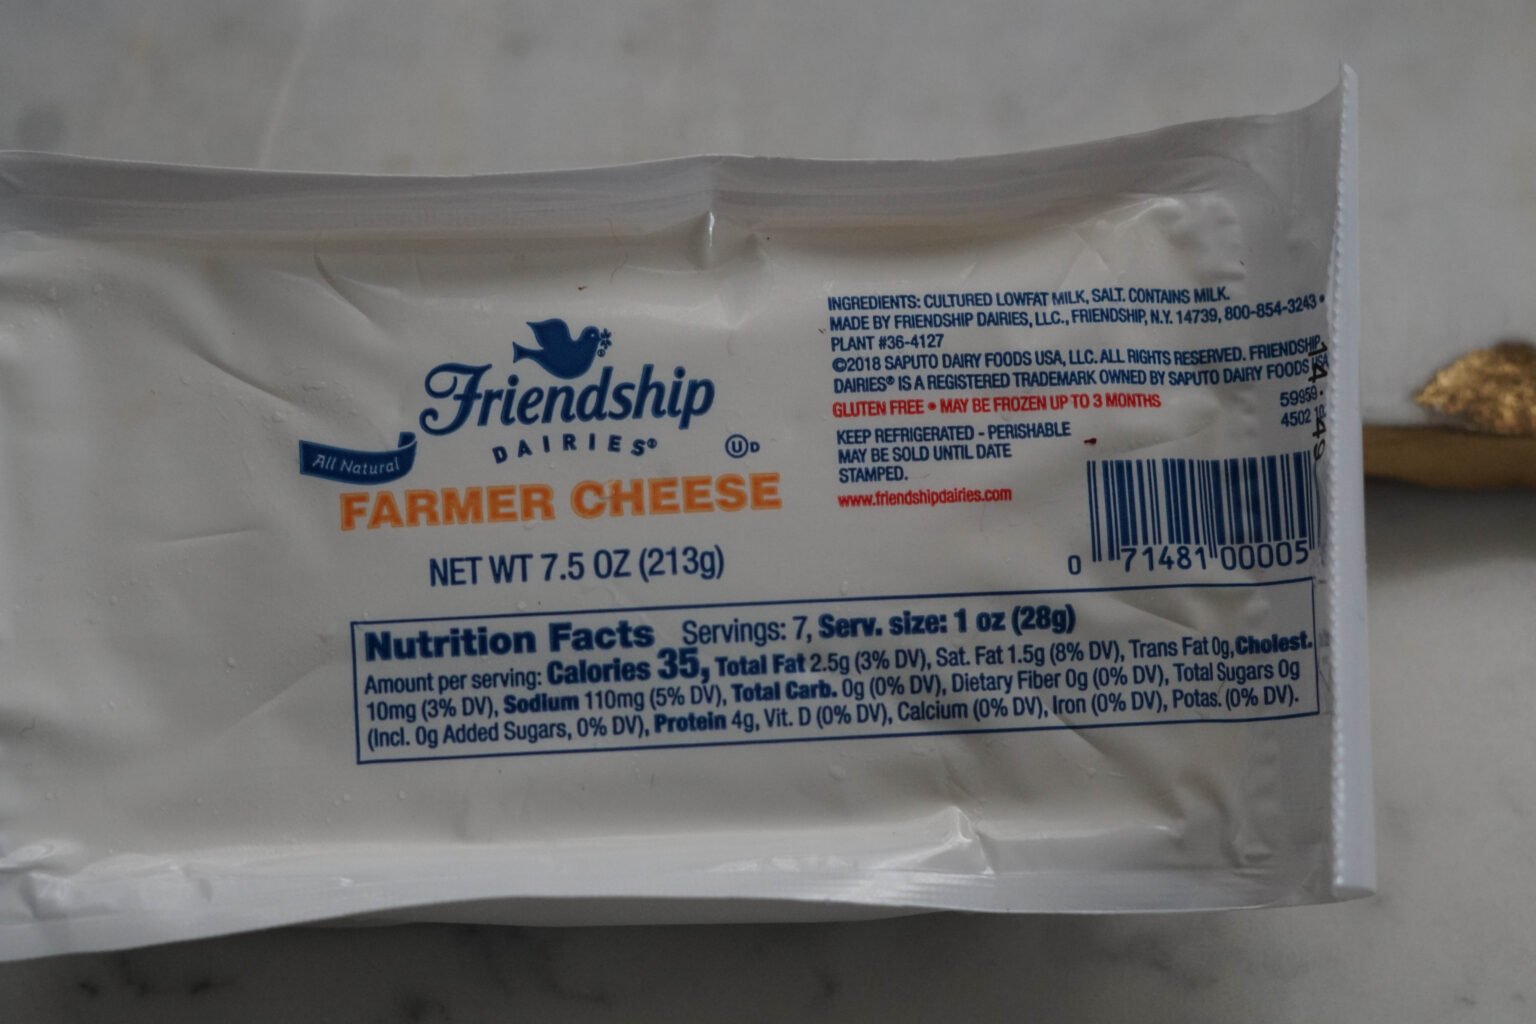 Friendship
DAIRIES®
UD
All Natural
FARMER CHEESE
NET WT 7.5 OZ (213g)
INGREDIENTS: CULTURED LOWFAT MILK, SALT. CONTAINS MILK.
MADE BY FRIENDSHIP DAIRIES, LLC., FRIENDSHIP, N.Y. 14739, 800-854-3243 •
PLANT #36-4127
©2018 SAPUTO DAIRY FOODS USA, LLC. ALL RIGHTS RESERVED. FRIENDSHIP
DAIRIES® IS A REGISTERED TRADEMARK OWNED BY SAPUTO DAIRY FOODS USA
GLUTEN FREE • MAY BE FROZEN UP TO 3 MONTHS
59959 •
4502
KEEP REFRIGERATED - PERISHABLE
MAY BE SOLD UNTIL DATE
STAMPED.
www.friendshipdairies.com
0 71481 00005
Nutrition Facts Servings: 7, Serv. size: 1 oz (28g)
Amount per serving: Calories 35, Total Fat 2.5g (3% DV), Sat. Fat 1.5g (8% DV), Trans Fat 0g, Cholest.
10mg (3% DV), Sodium 110mg (5% DV), Total Carb. 0g (0% DV), Dietary Fiber 0g (0% DV), Total Sugars 0g
(Incl. 0g Added Sugars, 0% DV), Protein 4g, Vit. D (0% DV), Calcium (0% DV), Iron (0% DV), Potas. (0% DV).